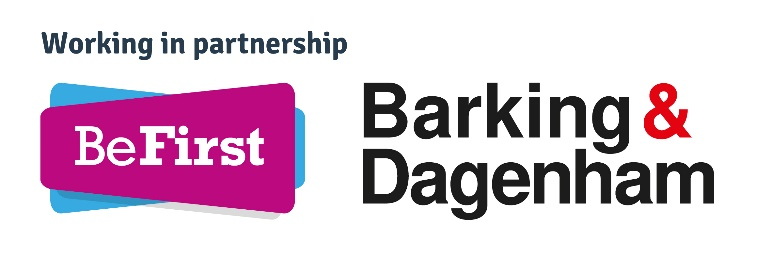 Working in partnership
BeFirst
Barking &
Dagenham